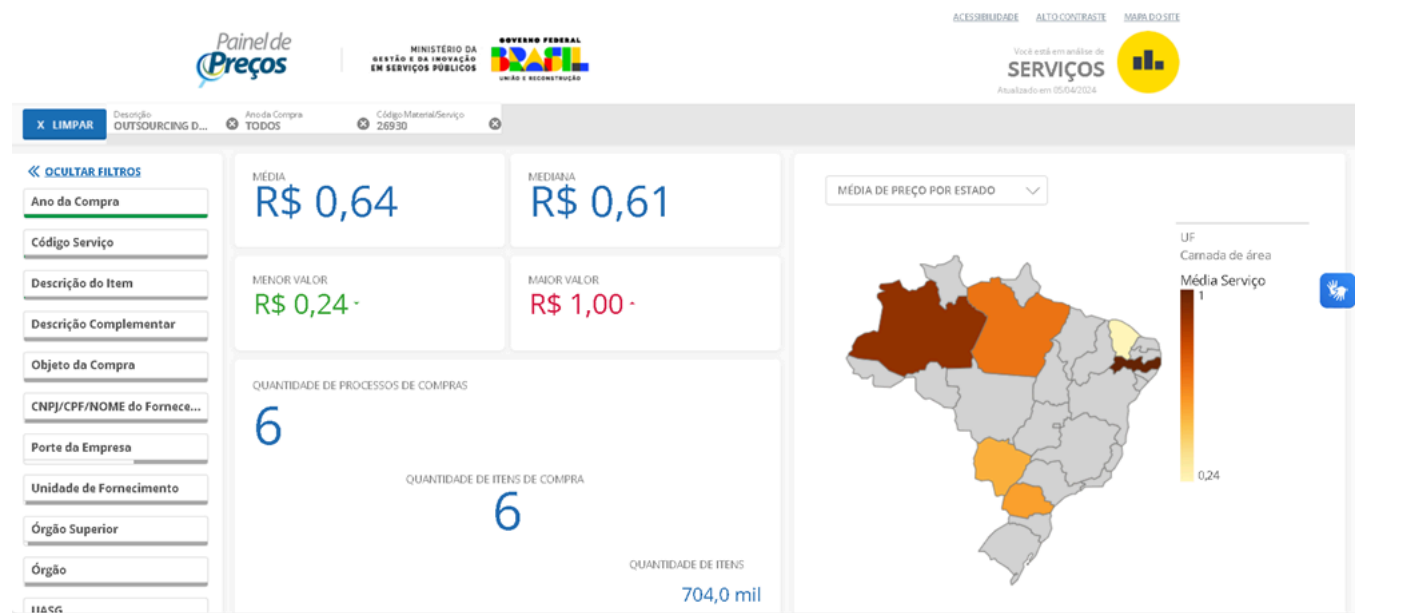 ACESSIBILIDADE ALTO CONTRASTE MAPA DO SITE
Painel de
Preços
MINISTÉRIO DA
GESTÃO E DA INOVAÇÃO
EM SERVIÇOS PÚBLICOS
GOVERNO FEDERAL
BRASIL
UNIÃO E RECONSTRUÇÃO
Você está em análise de
SERVIÇOS
Atualizado em 05/04/2024
X LIMPAR
Descrição
OUTSOURCING D...
Ano da Compra
TODOS
Código Material/Serviço
26930
OCULTAR FILTROS
Ano da Compra
Código Serviço
Descrição do Item
Descrição Complementar
Objeto da Compra
CNPJ/CPF/NOME do Fornece...
Porte da Empresa
Unidade de Fornecimento
Órgão Superior
Órgão
UASG
MÉDIA
R$ 0,64
MEDIANA
R$ 0,61
MENOR VALOR
R$ 0,24
MAIOR VALOR
R$ 1,00
QUANTIDADE DE PROCESSOS DE COMPRAS
6
QUANTIDADE DE ITENS DE COMPRA
6
QUANTIDADE DE ITENS
704,0 mil
MÉDIA DE PREÇO POR ESTADO
UF
Camada de área
Média Serviço
1
0,24